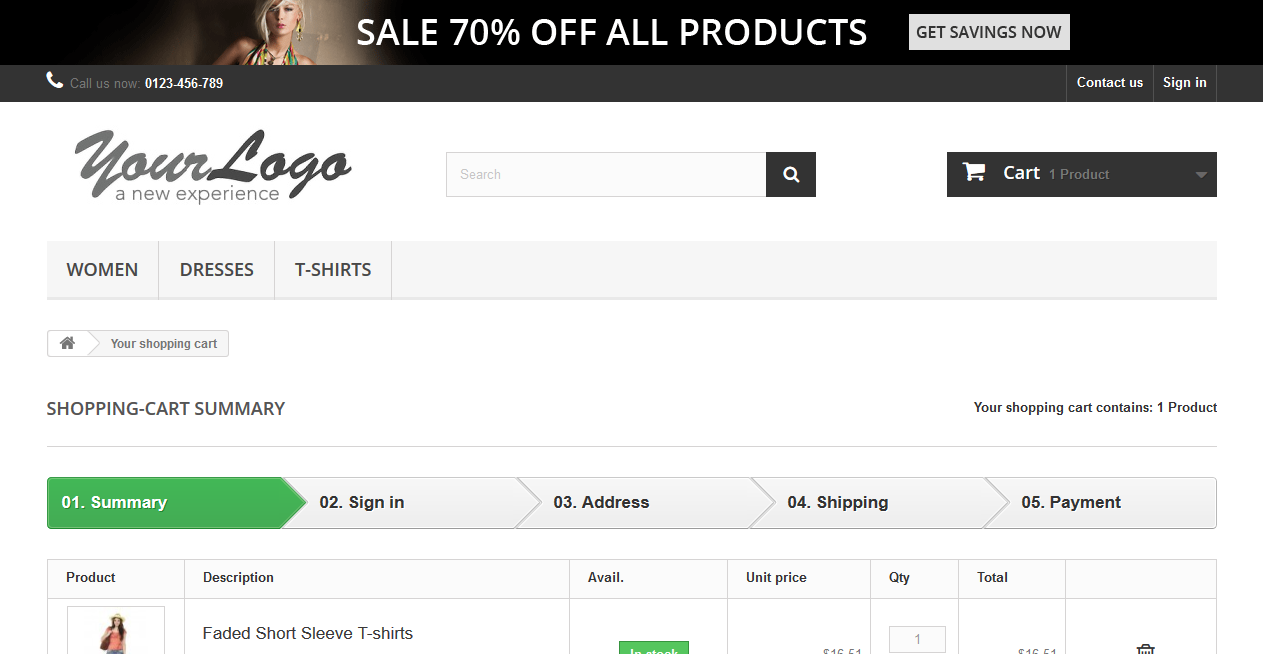 SALE 70% OFF ALL PRODUCTS GET SAVINGS NOW
Call us now: 0123-456-789 Contact us Sign in
Your Logo
a new experience
Search
Cart 1 Product
WOMEN DRESSES T-SHIRTS
Your shopping cart
SHOPPING-CART SUMMARY Your shopping cart contains: 1 Product
01. Summary 02. Sign in 03. Address 04. Shipping 05. Payment
Product Description Avail. Unit price Qty Total
Faded Short Sleeve T-shirts
1
In stock $16.51 $16.51